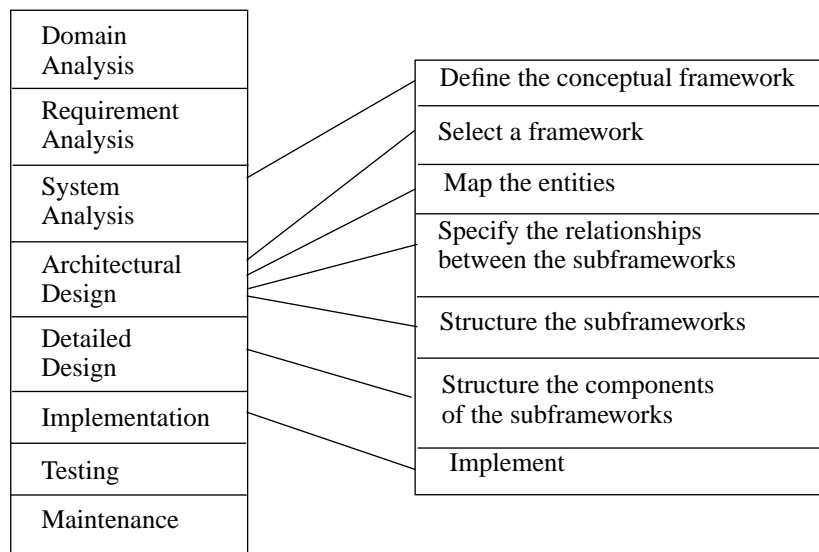 Domain
Analysis
Requirement
Analysis
System
Analysis
Architectural
Design
Detailed
Design
Implementation
Testing
Maintenance
Define the conceptual framework
Select a framework
Map the entities
Specify the relationships
between the subframeworks
Structure the subframeworks
Structure the components
of the subframeworks
Implement